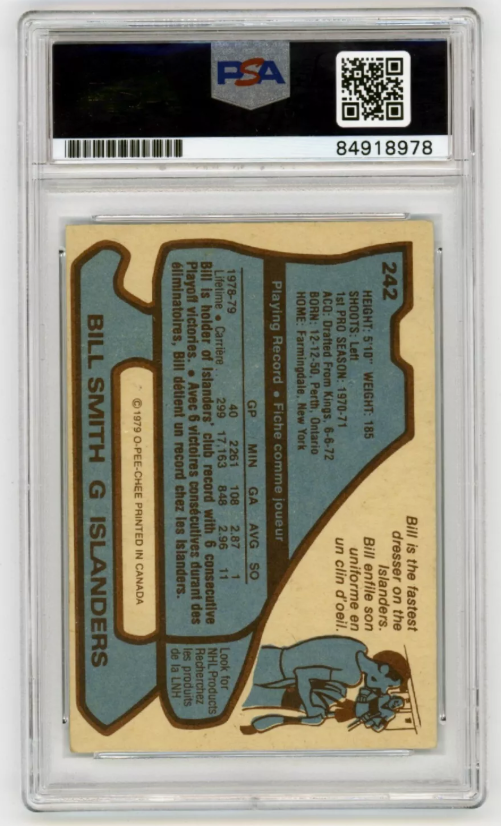 PSA
84918978
242
HEIGHT: 5'10" WEIGHT: 185
SHOOTS: Left
1st PRO SEASON: 1970-71
ACQ: Drafted From Kings, 6-6-72
BORN: 12-12-50, Perth, Ontario
HOME: Farmingdale, New York
Bill is the fastest
dresser on the
Islanders.
Bill enfile son
uniforme en
un clin d'oeil.
Playing Record • Fiche comme joueur
GP MIN GA AVG SO
1978-79 40 2261 108 2.87 1
Lifetime • Carrière 299 17,163 848 2.96 11
Bill is holder of Islanders' club record with 6 consecutive
Playoff victories. • Avec 6 victoires consécutives durant des
éliminatoires, Bill détient un record chez les Islanders.
Look for
NHL Products
Recherchez
les produits
de la LNH
© 1979 O-PEE-CHEE PRINTED IN CANADA
BILL SMITH G ISLANDERS